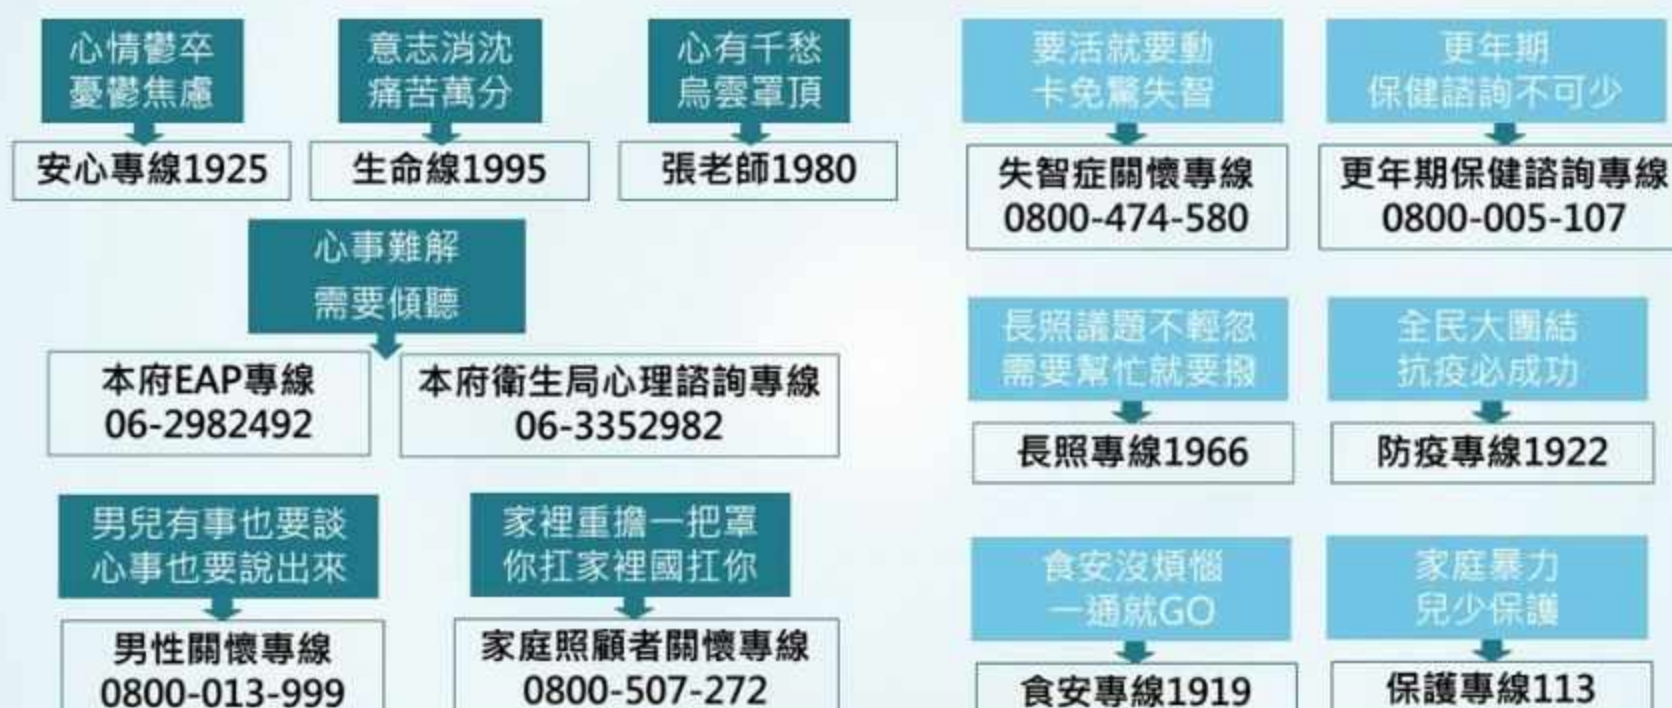 心情鬱卒
憂鬱焦慮
安心專線1925
意志消沈
痛苦萬分
生命線1995
心有千愁
烏雲罩頂
張老師1980
心事難解
需要傾聽
本府EAP專線
06-2982492
本府衛生局心理諮詢專線
06-3352982
男兒有事也要談
心事也要說出來
男性關懷專線
0800-013-999
家裡重擔一把罩
你扛家裡國扛你
家庭照顧者關懷專線
0800-507-272
要活就要動
卡免驚失智
失智症關懷專線
0800-474-580
更年期
保健諮詢不可少
更年期保健諮詢專線
0800-005-107
長照議題不輕忽
需要幫忙就要撥
長照專線1966
全民大團結
抗疫必成功
防疫專線1922
食安沒煩惱
一通就GO
食安專線1919
家庭暴力
兒少保護
保護專線113